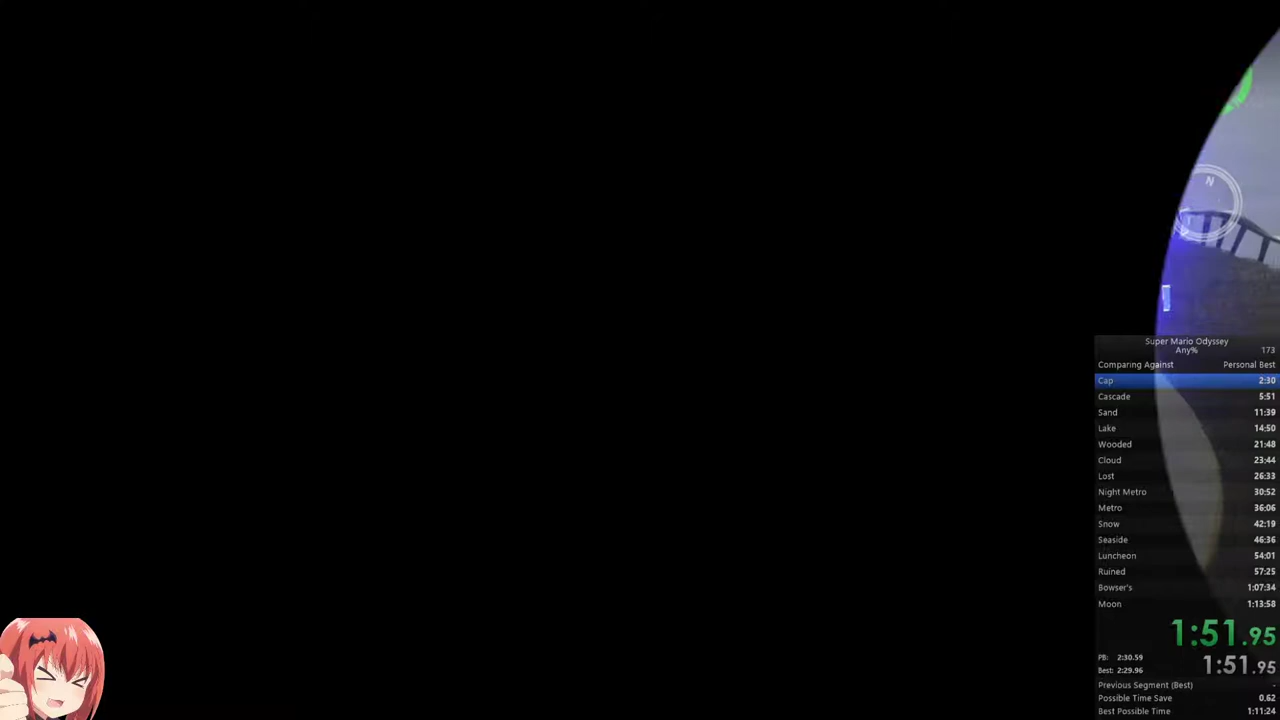 N
Super Mario Odyssey
Any% 173
Comparing Against Personal Best
Cap 2:30
Cascade 5:51
Sand 11:39
Lake 14:50
Wooded 21:48
Cloud 23:44
Lost 26:33
Night Metro 30:52
Metro 36:06
Snow 42:19
Seaside 46:36
Luncheon 54:01
Ruined 57:25
Bowser's 1:07:34
Moon 1:13:58
1:51.95
PB: 2:30.59
Best: 2:29.96
1:51.95
Previous Segment (Best) -
Possible Time Save 0.62
Best Possible Time 1:11:24